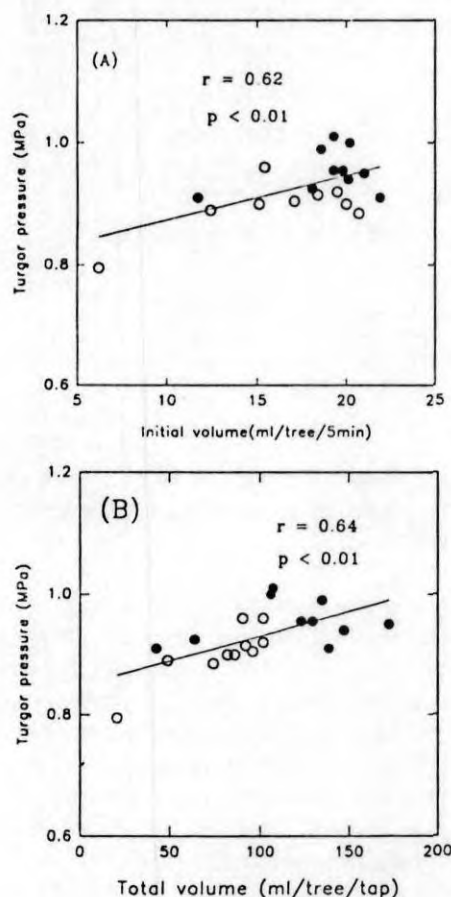 1.2
(A)
r = 0.62
p < 0.01
1.0
0.8
0.6
Turgor pressure (MPa)
5 10 15 20 25
Initial volume(ml/tree/5min)
1.2
(B)
r = 0.64
p < 0.01
1.0
0.8
0.6
Turgor pressure (MPa)
0 50 100 150 200
Total volume (ml/tree/tap)